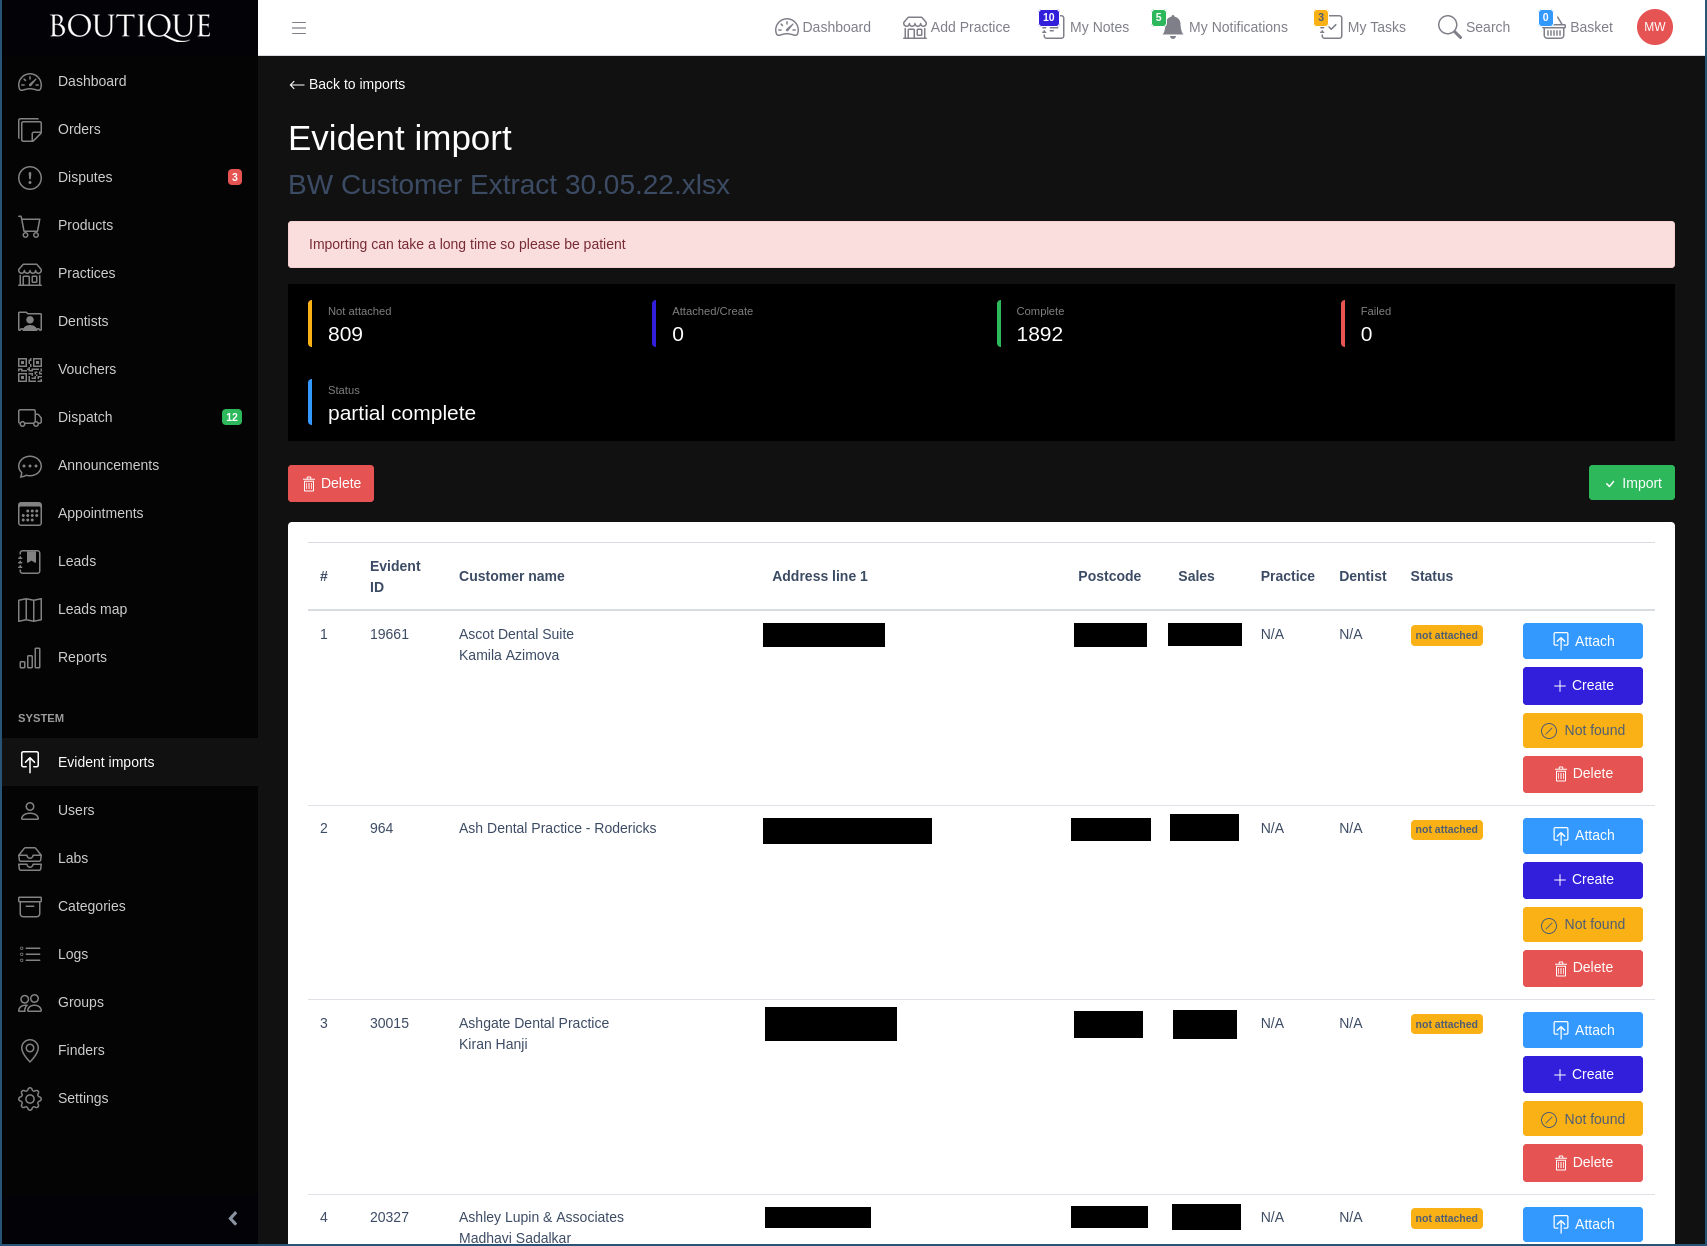 BOUTIQUE
Dashboard
Add Practice
10
My Notes
5
My Notifications
3
My Tasks
Search
0
Basket
MW
Dashboard
Orders
Disputes
3
Products
Practices
Dentists
Vouchers
Dispatch
12
Announcements
Appointments
Leads
Leads map
Reports
SYSTEM
Evident imports
Users
Labs
Categories
Logs
Groups
Finders
Settings
Back to imports
Evident import
BW Customer Extract 30.05.22.xlsx
Importing can take a long time so please be patient
Not attached
809
Attached/Create
0
Complete
1892
Failed
0
Status
partial complete
Delete
Import
# Evident ID Customer name Address line 1 Postcode Sales Practice Dentist Status
1 19661 Ascot Dental Suite N/A N/A not attached
Kamila Azimova
Attach
Create
Not found
Delete
2 964 Ash Dental Practice - Rodericks N/A N/A not attached
Attach
Create
Not found
Delete
3 30015 Ashgate Dental Practice N/A N/A not attached
Kiran Hanji
Attach
Create
Not found
Delete
4 20327 Ashley Lupin & Associates N/A N/A not attached
Madhavi Sadalkar
Attach